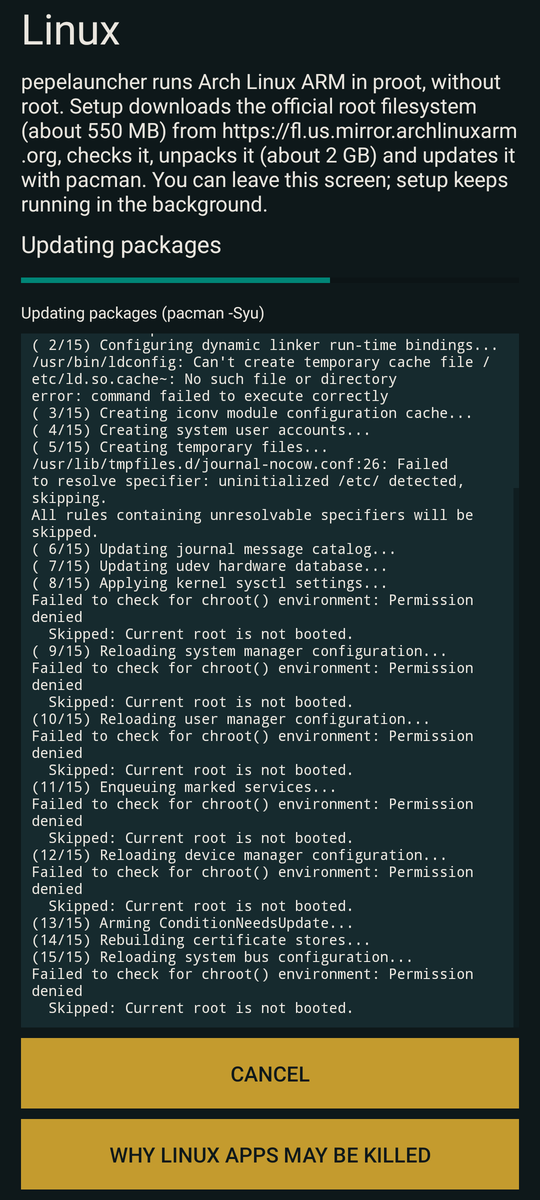 Linux
pepelauncher runs Arch Linux ARM in proot, without
root. Setup downloads the official root filesystem
(about 550 MB) from https://fl.us.mirror.archlinuxarm
.org, checks it, unpacks it (about 2 GB) and updates it
with pacman. You can leave this screen; setup keeps
running in the background.
Updating packages
Updating packages (pacman -Syu)
( 2/15) Configuring dynamic linker run-time bindings...
/usr/bin/ldconfig: Can't create temporary cache file /
etc/ld.so.cache~: No such file or directory
error: command failed to execute correctly
( 3/15) Creating iconv module configuration cache...
( 4/15) Creating system user accounts...
( 5/15) Creating temporary files...
/usr/lib/tmpfiles.d/journal-nocow.conf:26: Failed
to resolve specifier: uninitialized /etc/ detected,
skipping.
All rules containing unresolvable specifiers will be
skipped.
( 6/15) Updating journal message catalog...
( 7/15) Updating udev hardware database...
( 8/15) Applying kernel sysctl settings...
Failed to check for chroot() environment: Permission
denied
  Skipped: Current root is not booted.
( 9/15) Reloading system manager configuration...
Failed to check for chroot() environment: Permission
denied
  Skipped: Current root is not booted.
(10/15) Reloading user manager configuration...
Failed to check for chroot() environment: Permission
denied
  Skipped: Current root is not booted.
(11/15) Enqueuing marked services...
Failed to check for chroot() environment: Permission
denied
  Skipped: Current root is not booted.
(12/15) Reloading device manager configuration...
Failed to check for chroot() environment: Permission
denied
  Skipped: Current root is not booted.
(13/15) Arming ConditionNeedsUpdate...
(14/15) Rebuilding certificate stores...
(15/15) Reloading system bus configuration...
Failed to check for chroot() environment: Permission
denied
  Skipped: Current root is not booted.
CANCEL
WHY LINUX APPS MAY BE KILLED